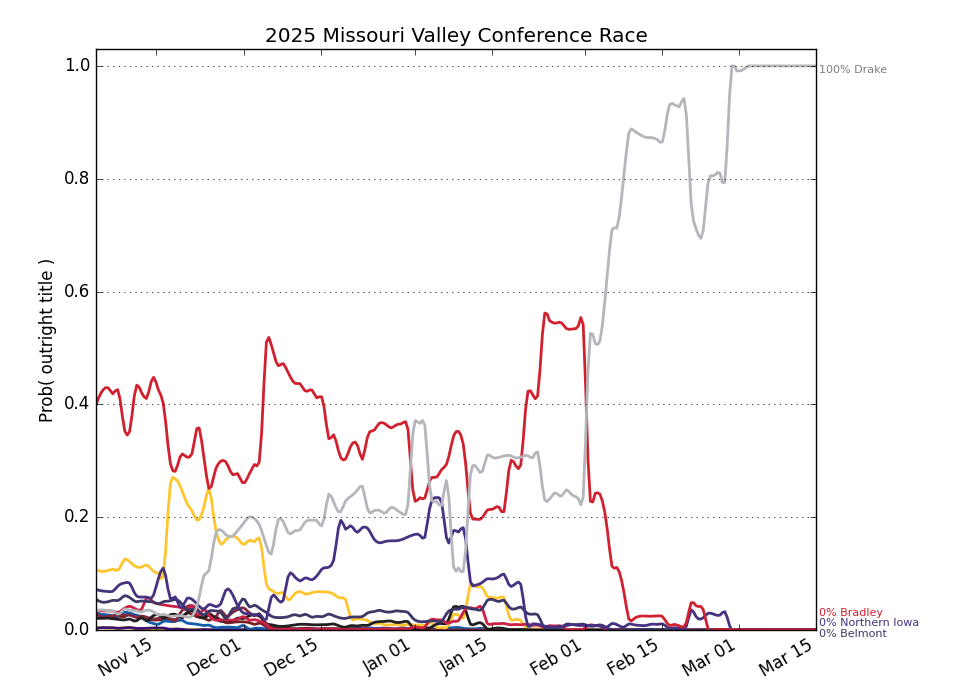 2025 Missouri Valley Conference Race
Prob( outright title )
1.0
0.8
0.6
0.4
0.2
0.0
100% Drake
0% Bradley
0% Northern Iowa
0% Belmont
Nov 15
Dec 01
Dec 15
Jan 01
Jan 15
Feb 01
Feb 15
Mar 01
Mar 15